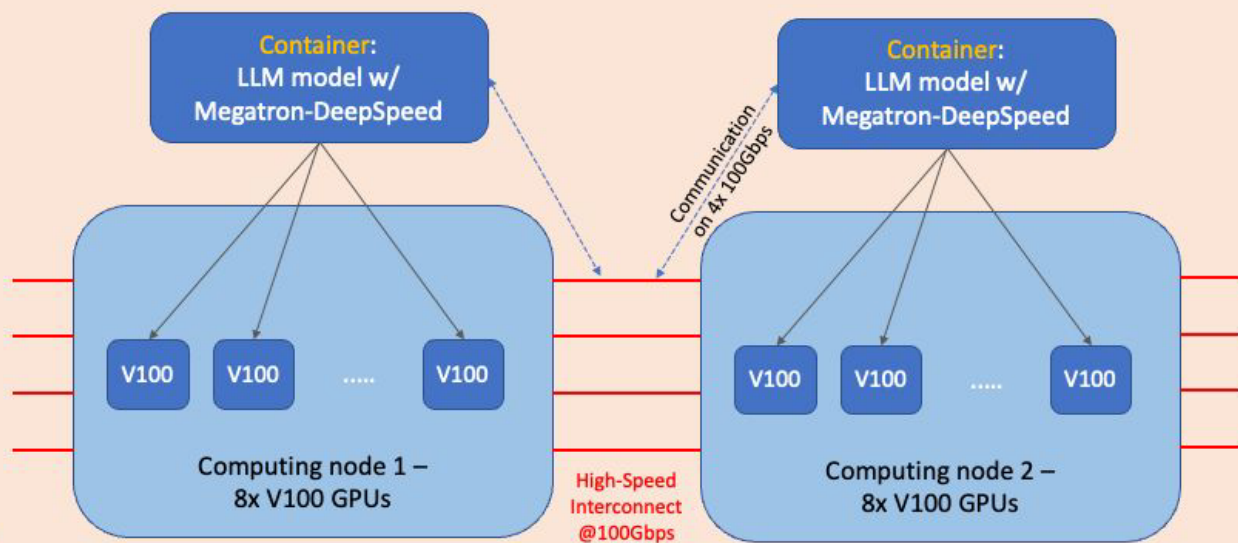 Container:
LLM model w/
Megatron-DeepSpeed
Container:
LLM model w/
Megatron-DeepSpeed
Communication
on 4x 100Gbps
V100
V100
.....
V100
V100
V100
.....
V100
Computing node 1 –
8x V100 GPUs
High-Speed
Interconnect
@100Gbps
Computing node 2 –
8x V100 GPUs